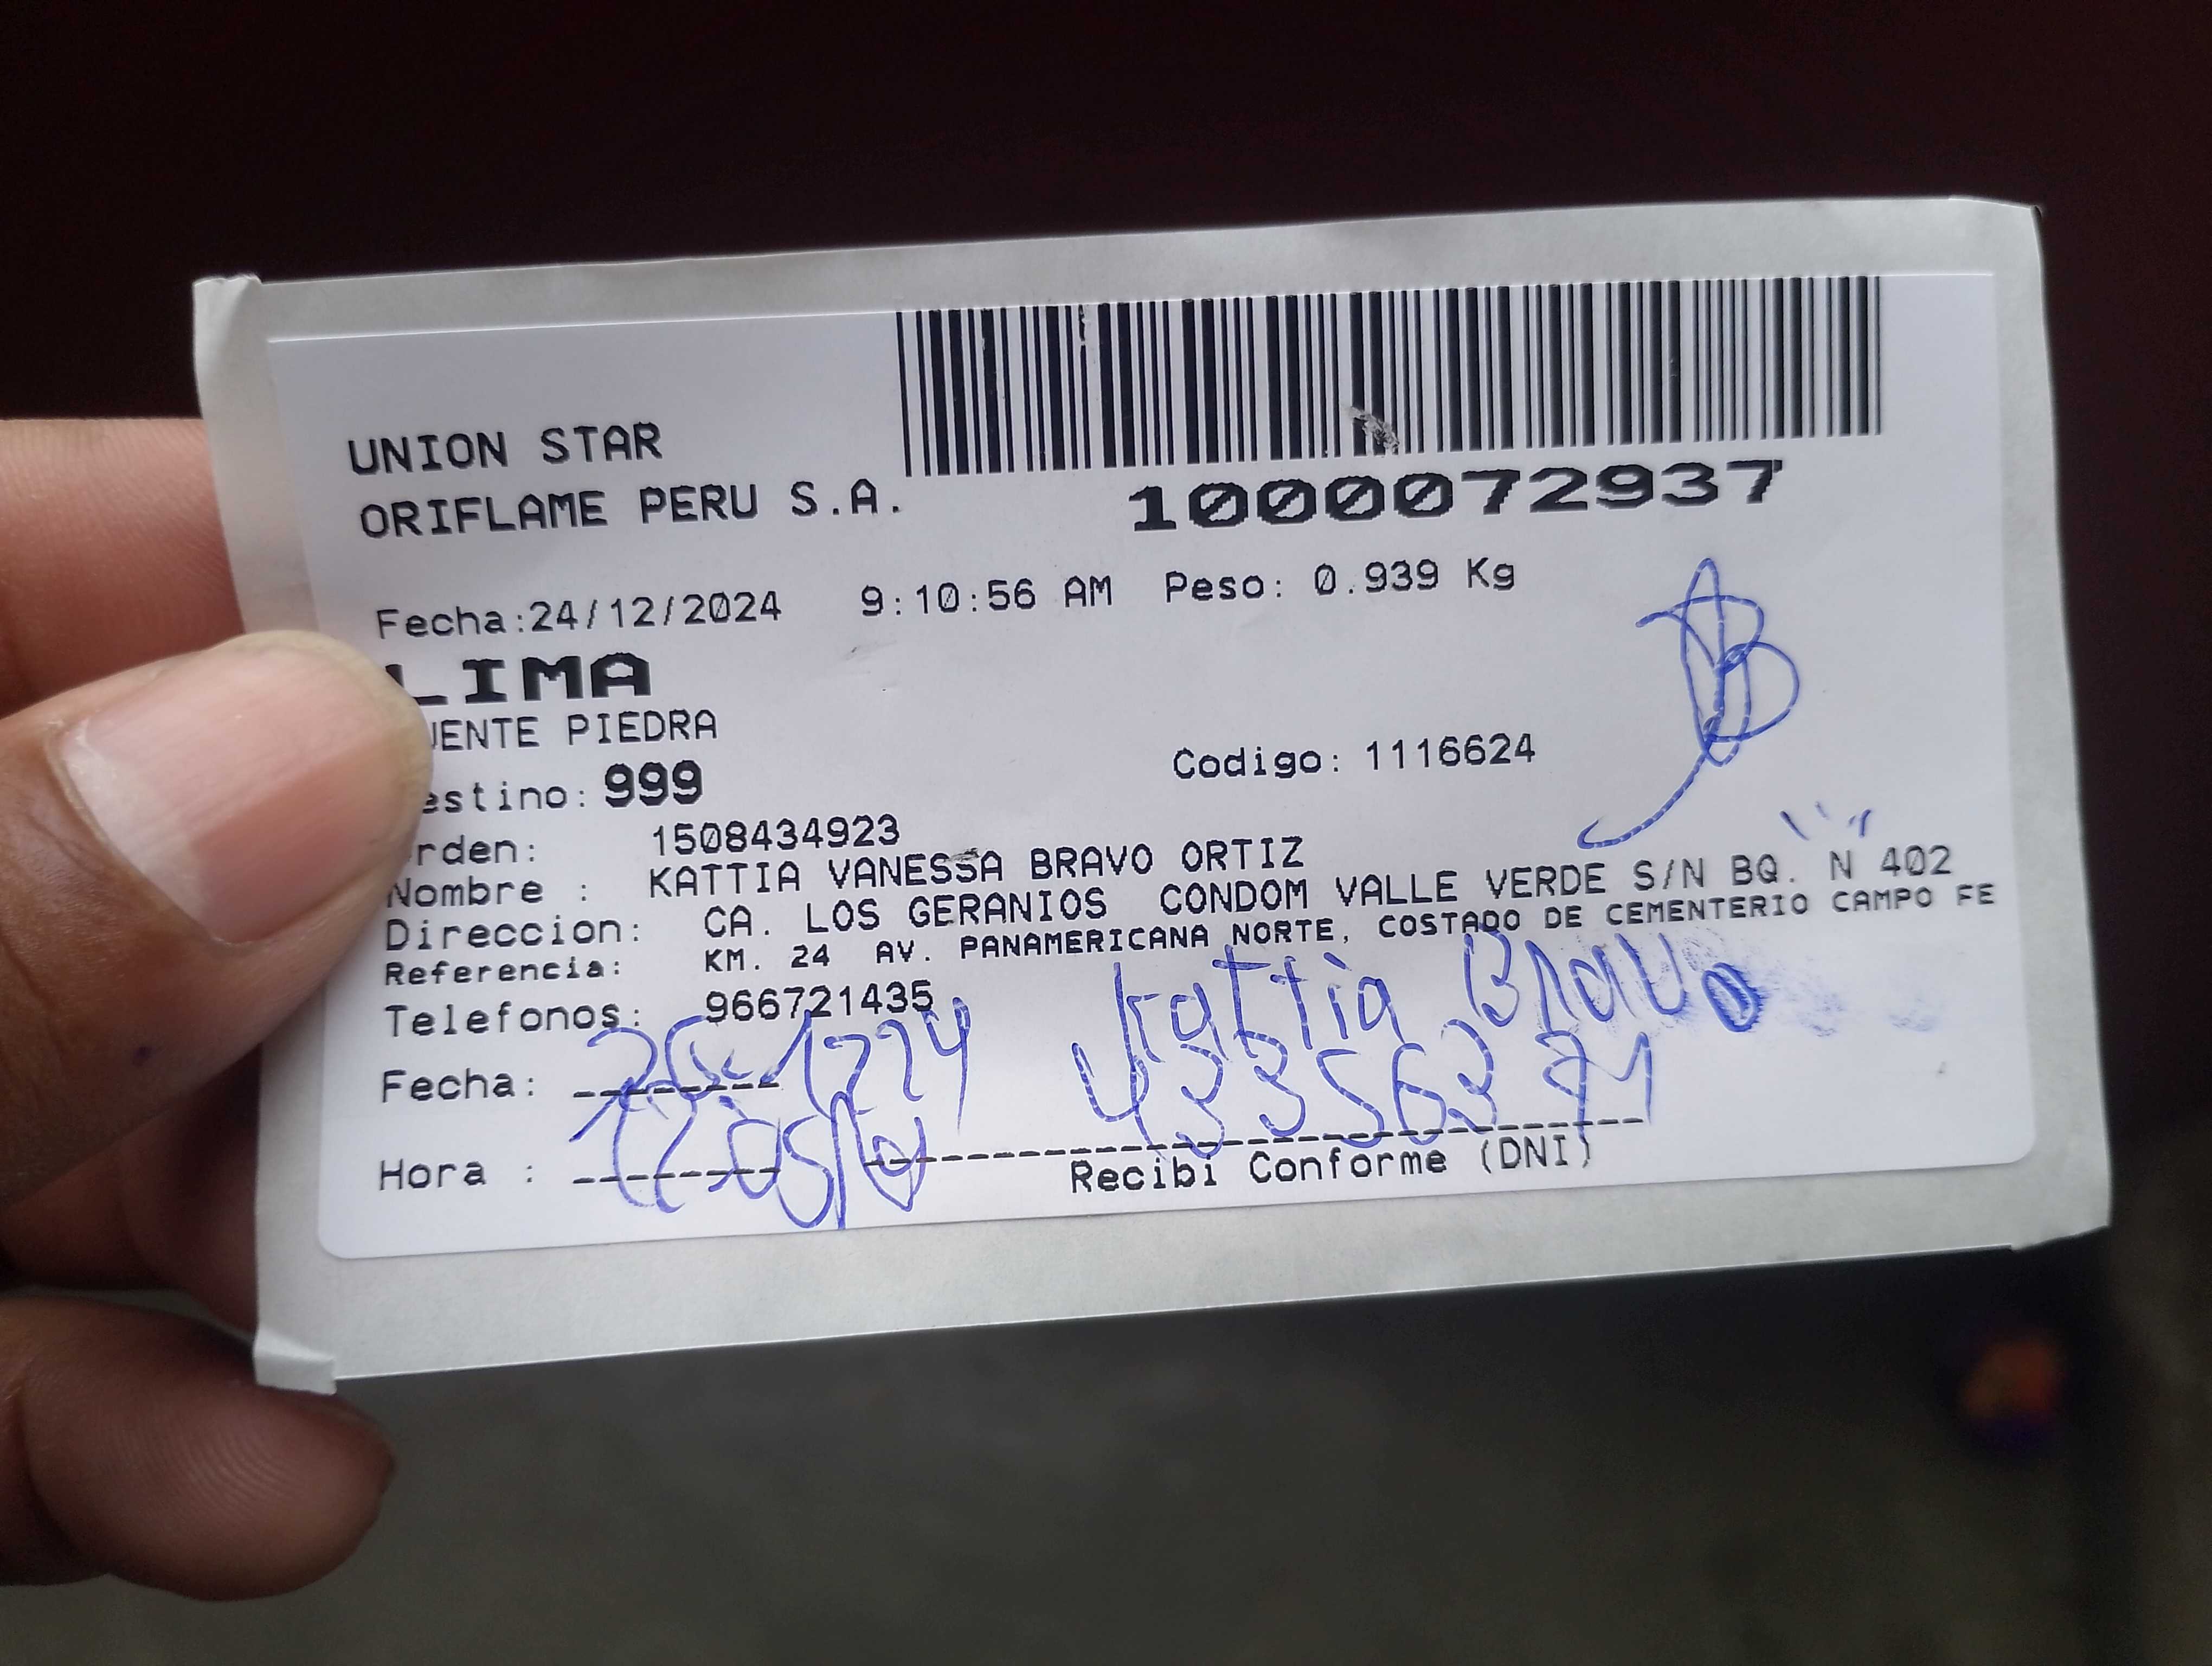 UNION STAR
ORIFLAME PERU S.A.
1000072937
Fecha:24/12/2024 9:10:56 AM Peso: 0.939 Kg
LIMA
UENTE PIEDRA
estino: 999 Codigo: 1116624
rden: 1508434923
Nombre : KATTIA VANESSA BRAVO ORTIZ
Direccion: CA. LOS GERANIOS CONDOM VALLE VERDE S/N BQ. N 402
Referencia: KM. 24 AV. PANAMERICANA NORTE, COSTADO DE CEMENTERIO CAMPO FE
Telefonos: 966721435
Kattia Bravo
Fecha:
Hora :
Recibi Conforme (DNI)